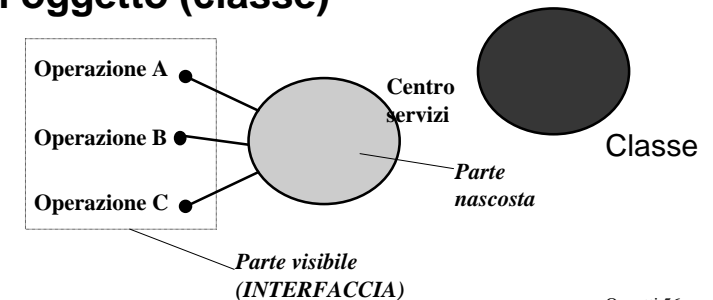 oggetto (classe)
Operazione A
Operazione B
Operazione C
Centro
servizi
Classe
Parte
nascosta
Parte visibile
(INTERFACCIA)